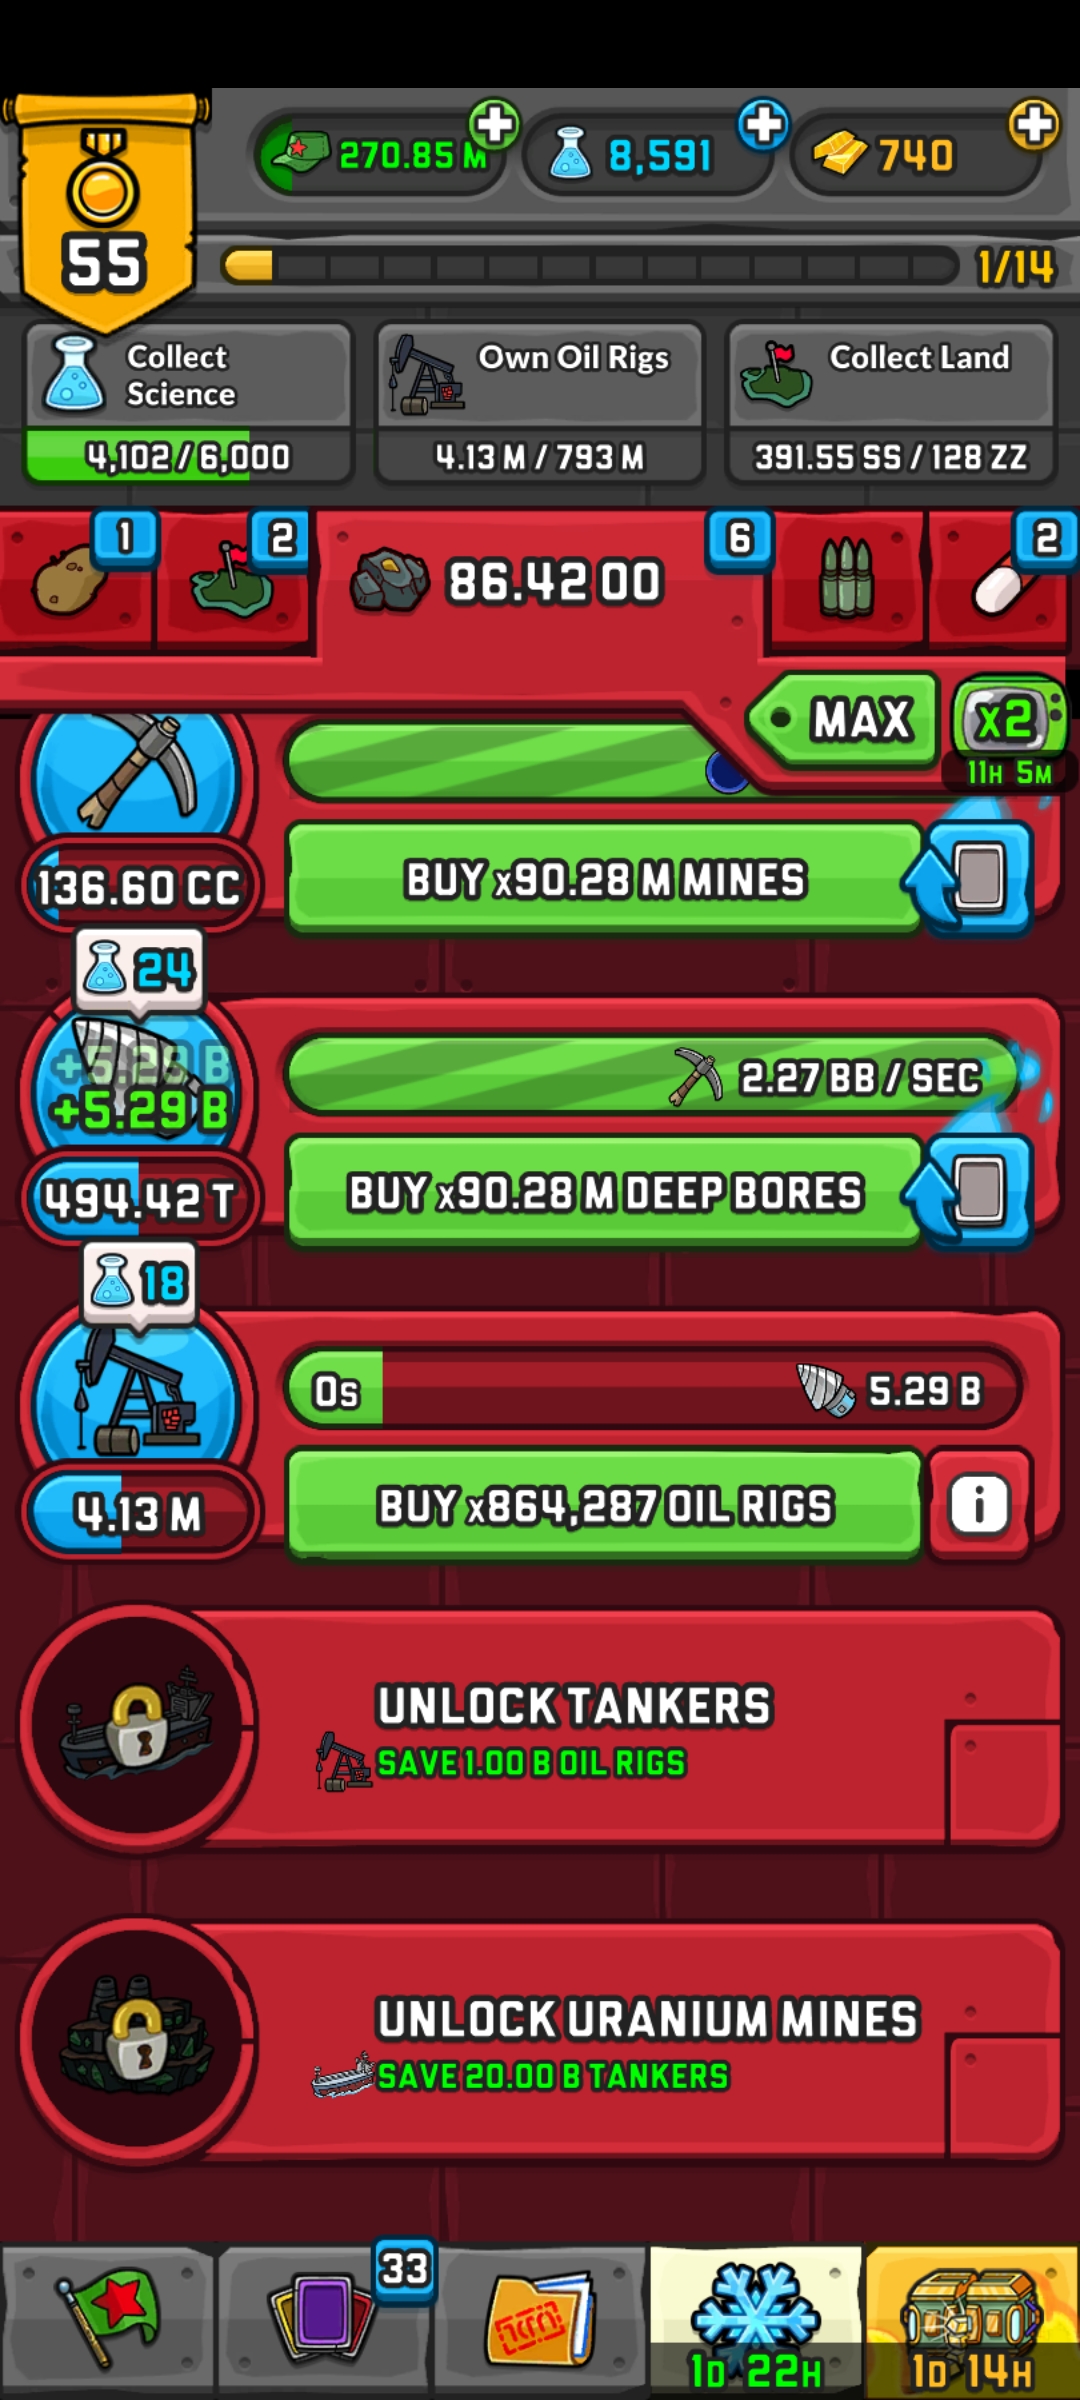 55
270.85 M
8,591
740
1/14
Collect
Science
4,102 / 6,000
Own Oil Rigs
4.13 M / 793 M
Collect Land
391.55 SS / 128 ZZ
1
2
86.42 OO
6
2
MAX
x2
11H 5M
136.60 CC
BUY x90.28 M MINES
24
+5.29 B
+5.29 B
2.27 BB / SEC
494.42 T
BUY x90.28 M DEEP BORES
18
0s
5.29 B
4.13 M
BUY x864,287 OIL RIGS
i
UNLOCK TANKERS
SAVE 1.00 B OIL RIGS
UNLOCK URANIUM MINES
SAVE 20.00 B TANKERS
33
1D 22H
1D 14H